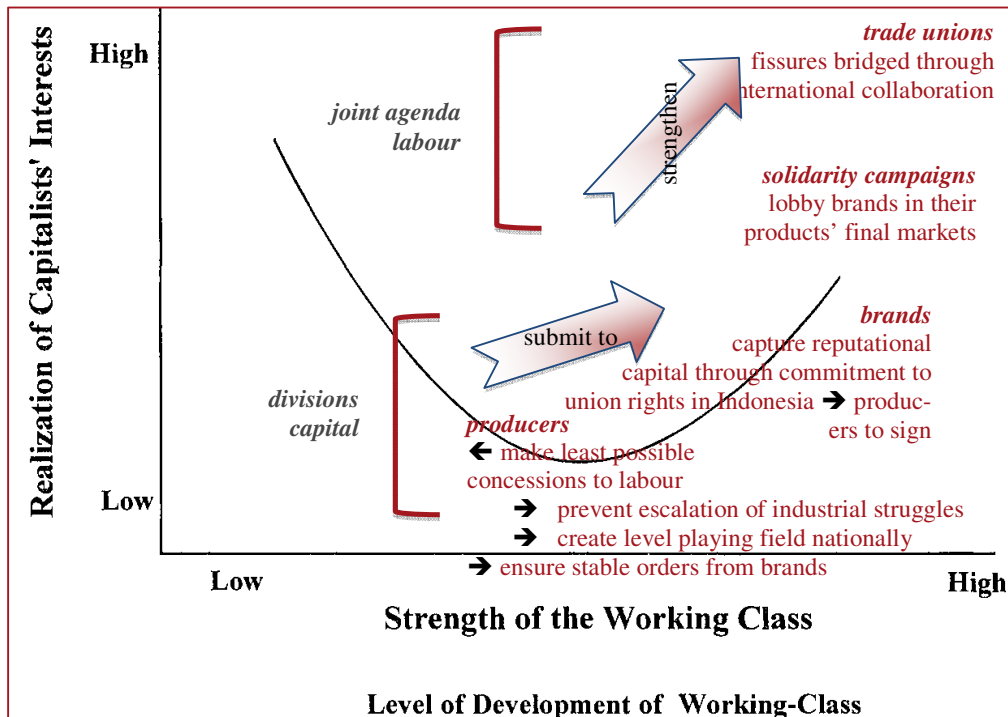 High
Realization of Capitalists' Interests
Low
joint agenda
labour
strengthen
trade unions
fissures bridged through
nternational collaboration
solidarity campaigns
lobby brands in their
products’ final markets
submit to
brands
capture reputational
capital through commitment to
union rights in Indonesia ➔ produc-
ers to sign
divisions
capital
producers
🡸 make least possible
concessions to labour
➔ prevent escalation of industrial struggles
➔ create level playing field nationally
➔ ensure stable orders from brands
Low
High
Strength of the Working Class
Level of Development of Working-Class